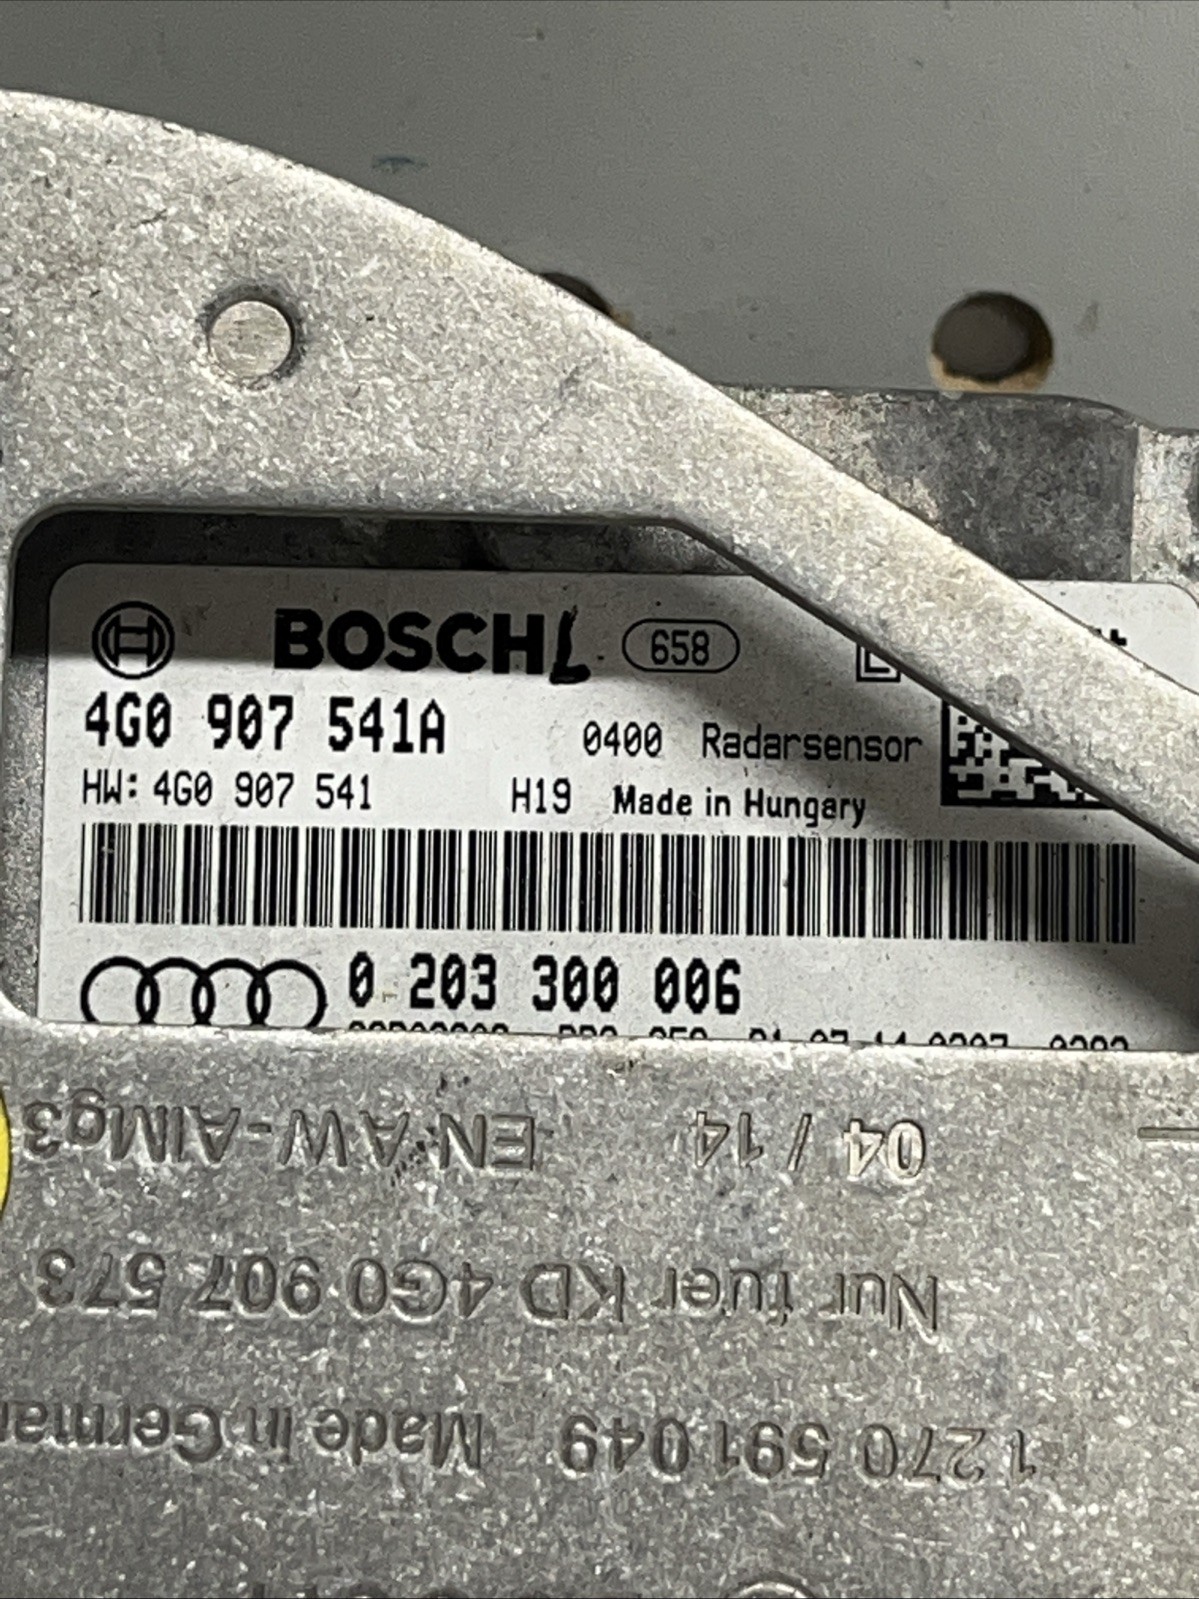 BOSCH L 658
4G0 907 541A 0400 Radarsensor
HW: 4G0 907 541 H19 Made in Hungary
0 203 300 006
EN AW-AlMg3 04 / 14
Nur fuer KD 4G0 907 573
1 270 591 049 Made in